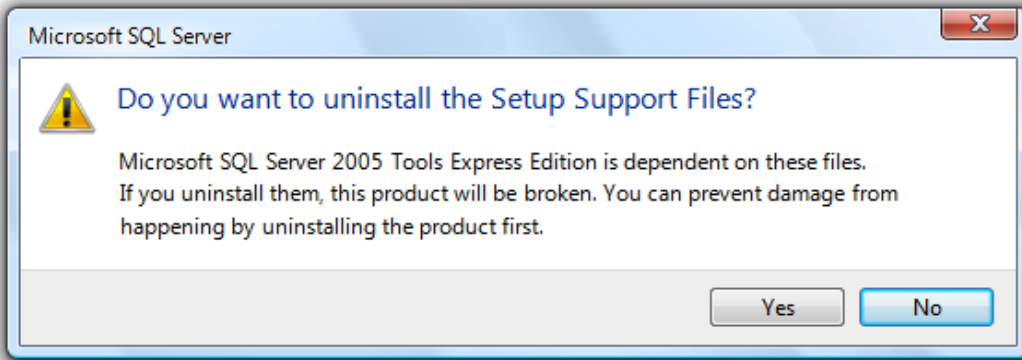 Microsoft SQL Server
Do you want to uninstall the Setup Support Files?
Microsoft SQL Server 2005 Tools Express Edition is dependent on these files.
If you uninstall them, this product will be broken. You can prevent damage from
happening by uninstalling the product first.
Yes No